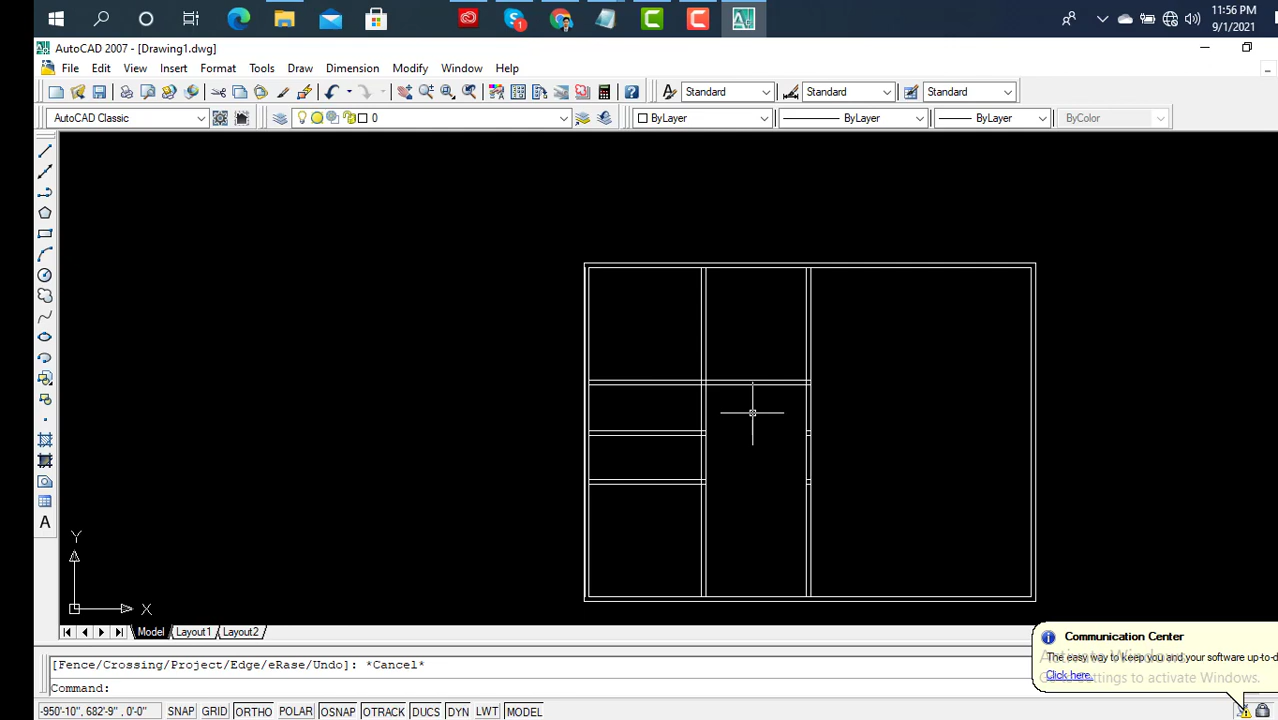 11:56 PM
9/1/2021
AutoCAD 2007 - [Drawing1.dwg]
File Edit View Insert Format Tools Draw Dimension Modify Window Help
Standard Standard Standard
AutoCAD Classic 0 ByLayer ByLayer ByLayer ByColor
A
Y
X
Model Layout1 Layout2
Communication Center
The easy way to keep you and your software up-to-d
Click here.
Activate Windows
Go to Settings to activate Windows.
[Fence/Crossing/Project/Edge/eRase/Undo]: *Cancel*
Command:
-950'-10", 682'-9" , 0'-0" SNAP GRID ORTHO POLAR OSNAP OTRACK DUCS DYN LWT MODEL